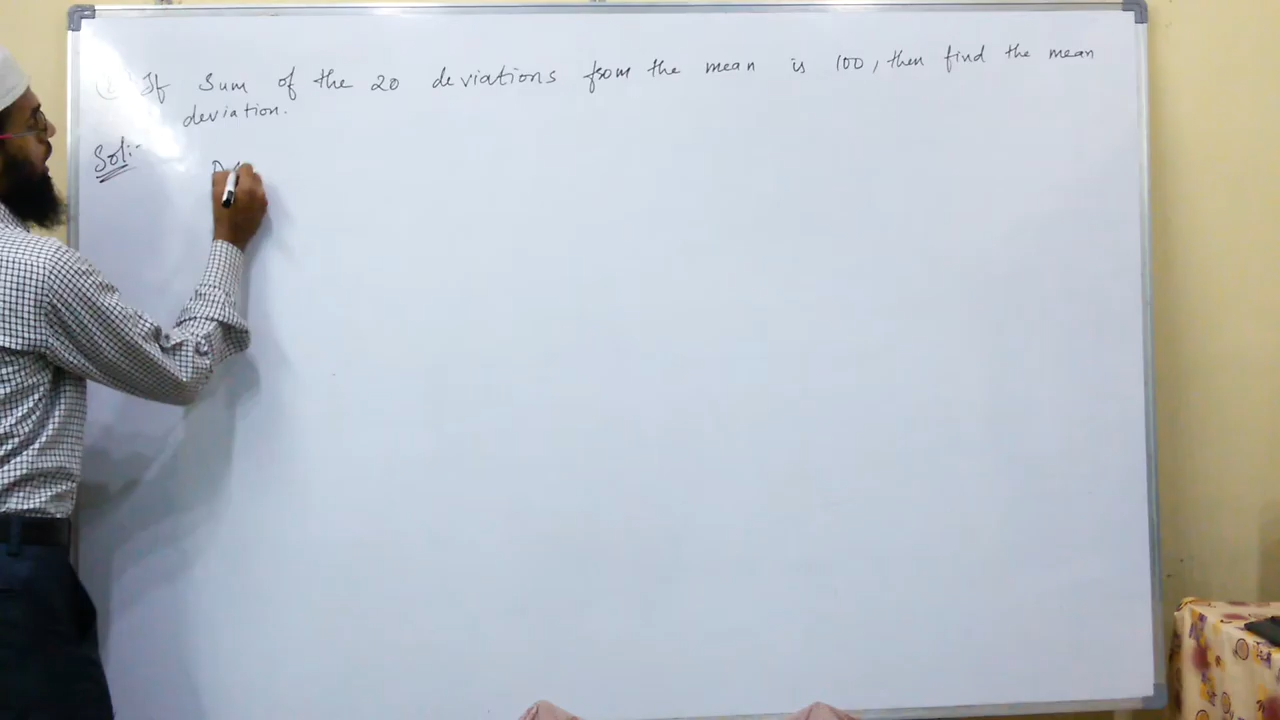 If Sum of the 20 deviations from the mean is 100, then find the mean
deviation.
Sol:-